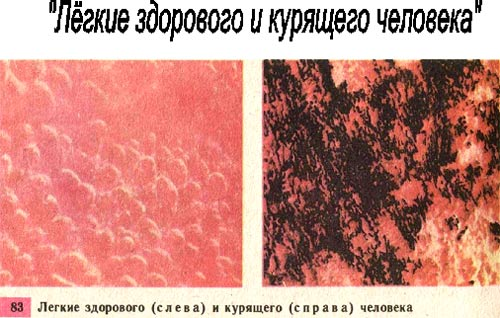 "Лёгкие здорового и курящего человека"
83 Легкие здорового (слева) и курящего (справа) человека